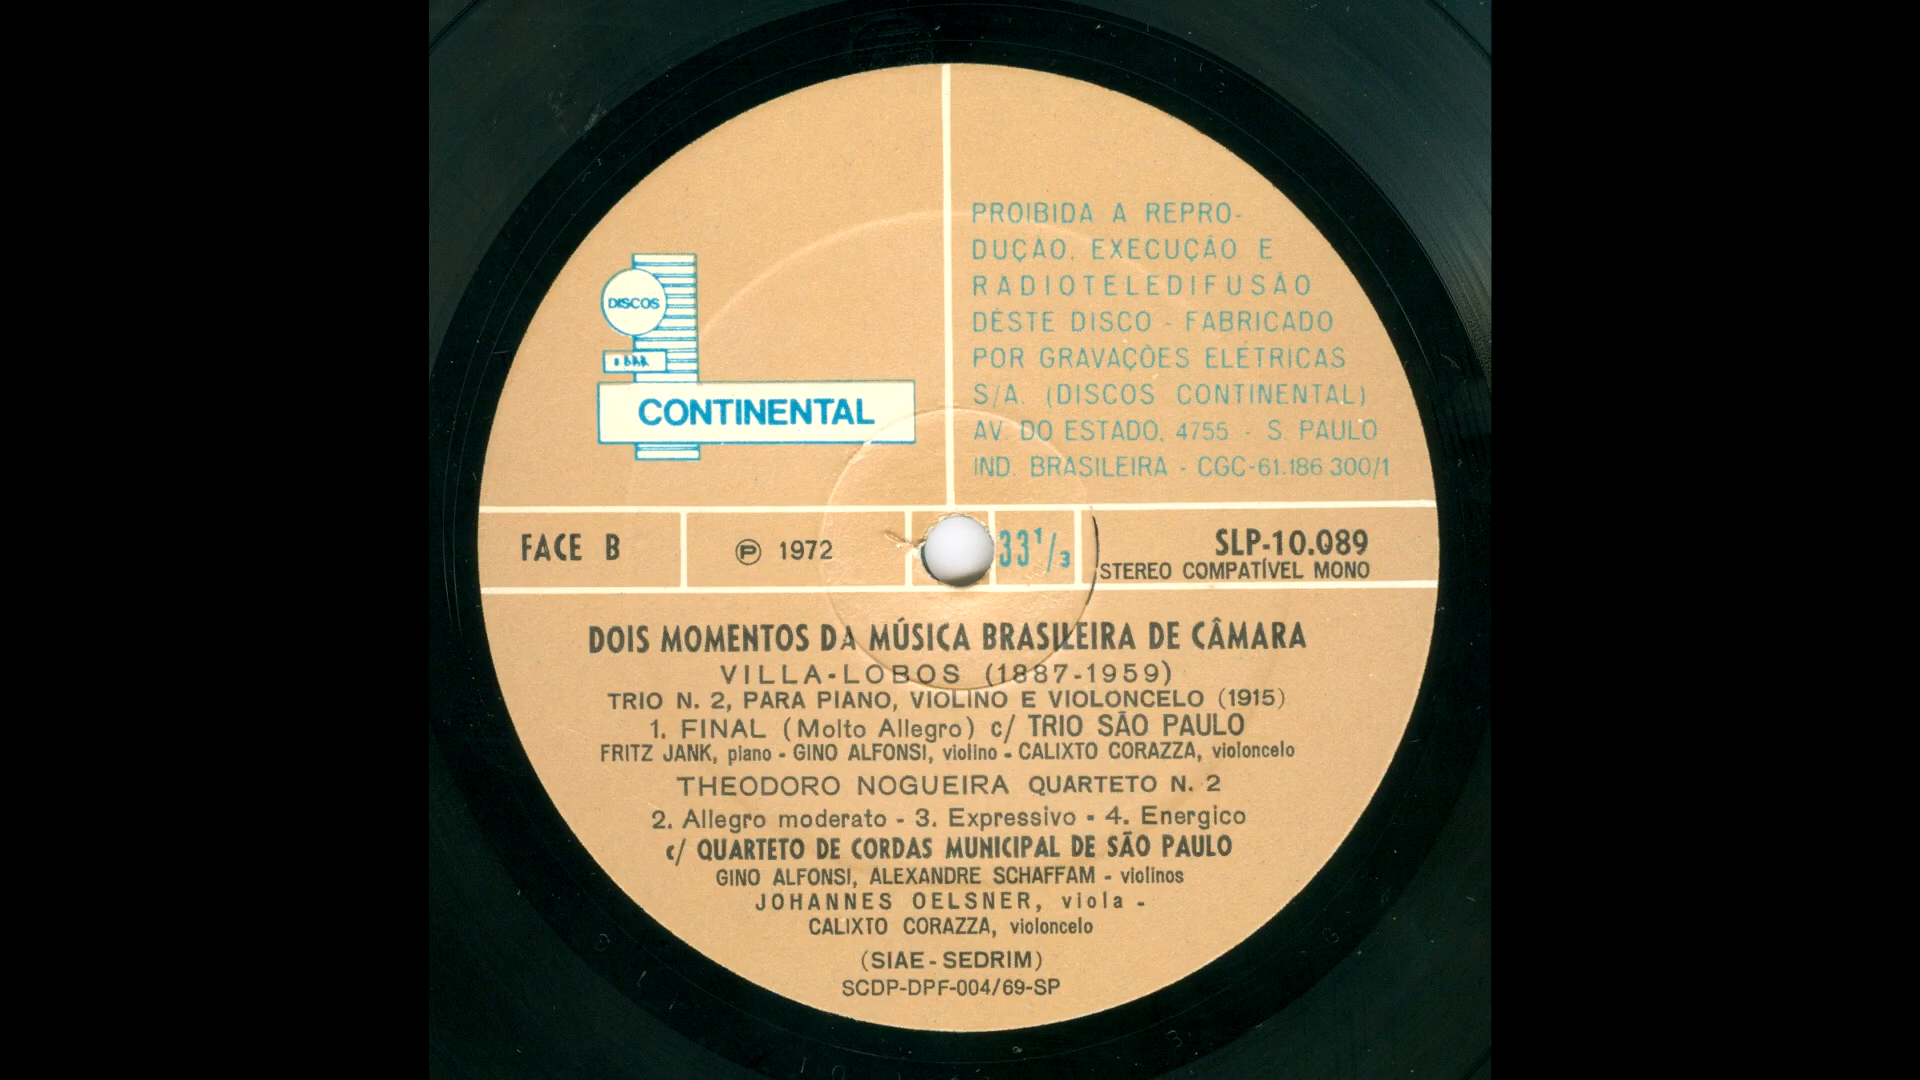 PROIBIDA A REPRO-
DUÇÃO, EXECUÇÃO E
RADIOTELEDIFUSÃO
DÊSTE DISCO - FABRICADO
POR GRAVAÇÕES ELÉTRICAS
S/A. (DISCOS CONTINENTAL)
AV. DO ESTADO, 4755 - S. PAULO
IND. BRASILEIRA - CGC-61.186.300/1
DISCOS
CONTINENTAL
FACE B
℗ 1972
33 1/3
SLP-10.089
STEREO COMPATÍVEL MONO
DOIS MOMENTOS DA MÚSICA BRASILEIRA DE CÂMARA
VILLA-LOBOS (1887-1959)
TRIO N. 2, PARA PIANO, VIOLINO E VIOLONCELO (1915)
1. FINAL (Molto Allegro) c/ TRIO SÃO PAULO
FRITZ JANK, piano - GINO ALFONSI, violino - CALIXTO CORAZZA, violoncelo
THEODORO NOGUEIRA QUARTETO N. 2
2. Allegro moderato - 3. Expressivo - 4. Energico
c/ QUARTETO DE CORDAS MUNICIPAL DE SÃO PAULO
GINO ALFONSI, ALEXANDRE SCHAFFAM - violinos
JOHANNES OELSNER, viola -
CALIXTO CORAZZA, violoncelo
(SIAE - SEDRIM)
SCDP-DPF-004/69-SP